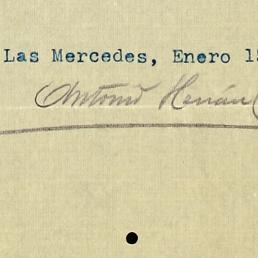 Las Mercedes, Enero 1
Antonio Hernán